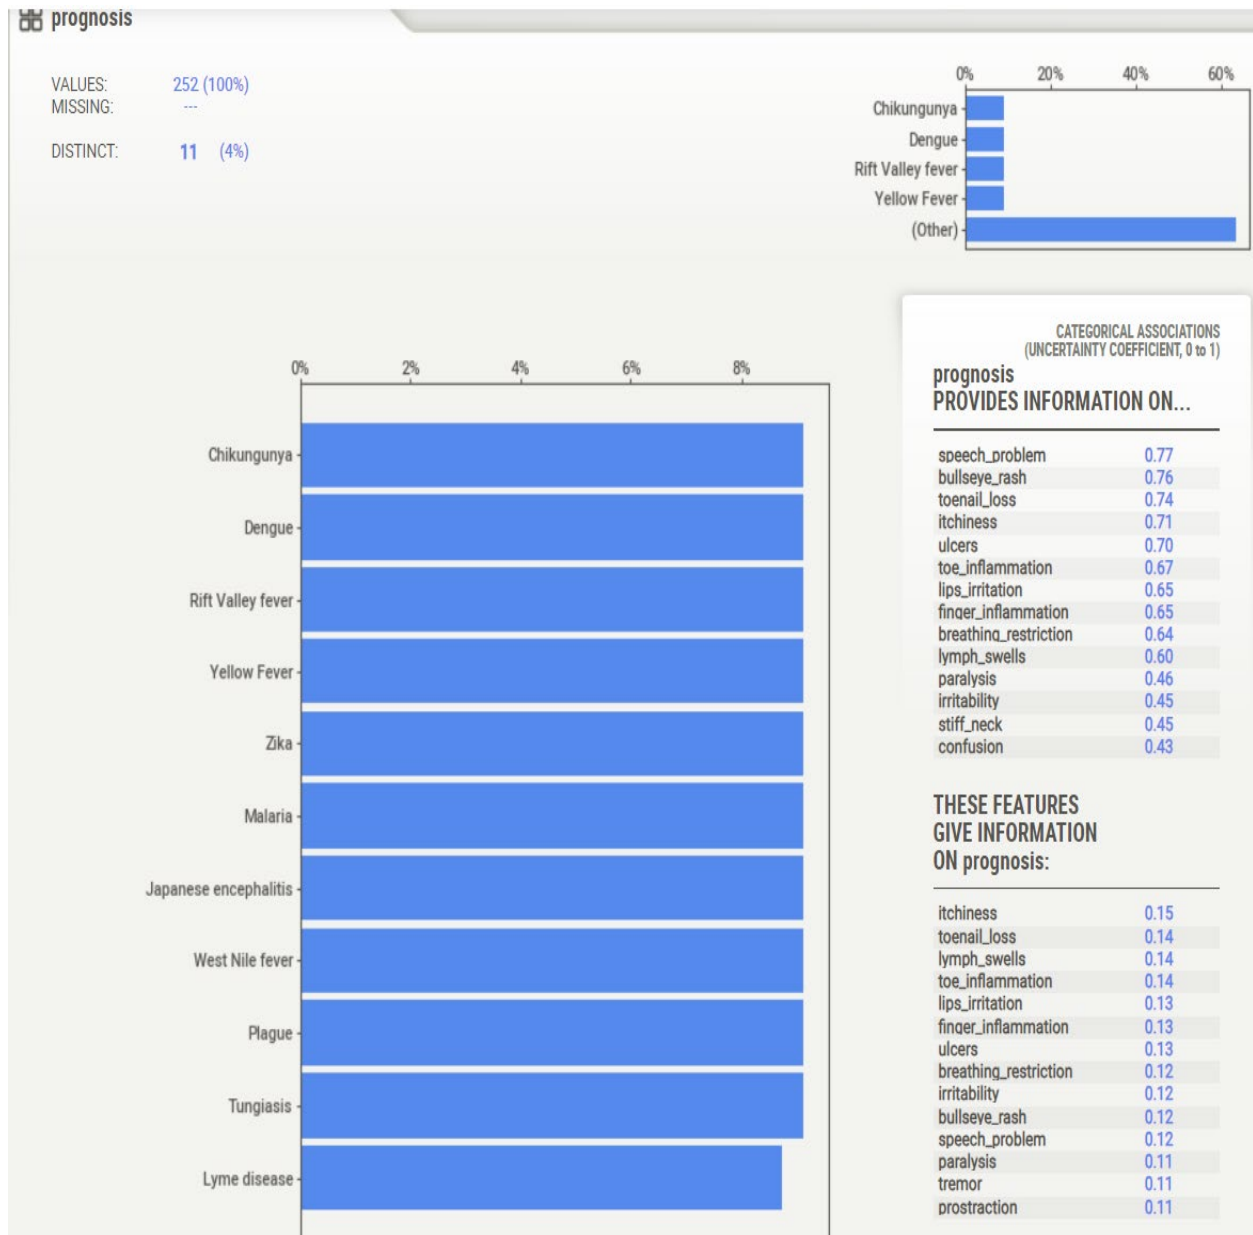 prognosis
VALUES: 252 (100%)
MISSING: ---
DISTINCT: 11 (4%)
0% 20% 40% 60%
Chikungunya
Dengue
Rift Valley fever
Yellow Fever
(Other)
0% 2% 4% 6% 8%
Chikungunya
Dengue
Rift Valley fever
Yellow Fever
Zika
Malaria
Japanese encephalitis
West Nile fever
Plague
Tungiasis
Lyme disease
CATEGORICAL ASSOCIATIONS
(UNCERTAINTY COEFFICIENT, 0 to 1)
prognosis
PROVIDES INFORMATION ON...
speech_problem 0.77
bullseye_rash 0.76
toenail_loss 0.74
itchiness 0.71
ulcers 0.70
toe_inflammation 0.67
lips_irritation 0.65
finger_inflammation 0.65
breathing_restriction 0.64
lymph_swells 0.60
paralysis 0.46
irritability 0.45
stiff_neck 0.45
confusion 0.43
THESE FEATURES
GIVE INFORMATION
ON prognosis:
itchiness 0.15
toenail_loss 0.14
lymph_swells 0.14
toe_inflammation 0.14
lips_irritation 0.13
finger_inflammation 0.13
ulcers 0.13
breathing_restriction 0.12
irritability 0.12
bullseye_rash 0.12
speech_problem 0.12
paralysis 0.11
tremor 0.11
prostraction 0.11